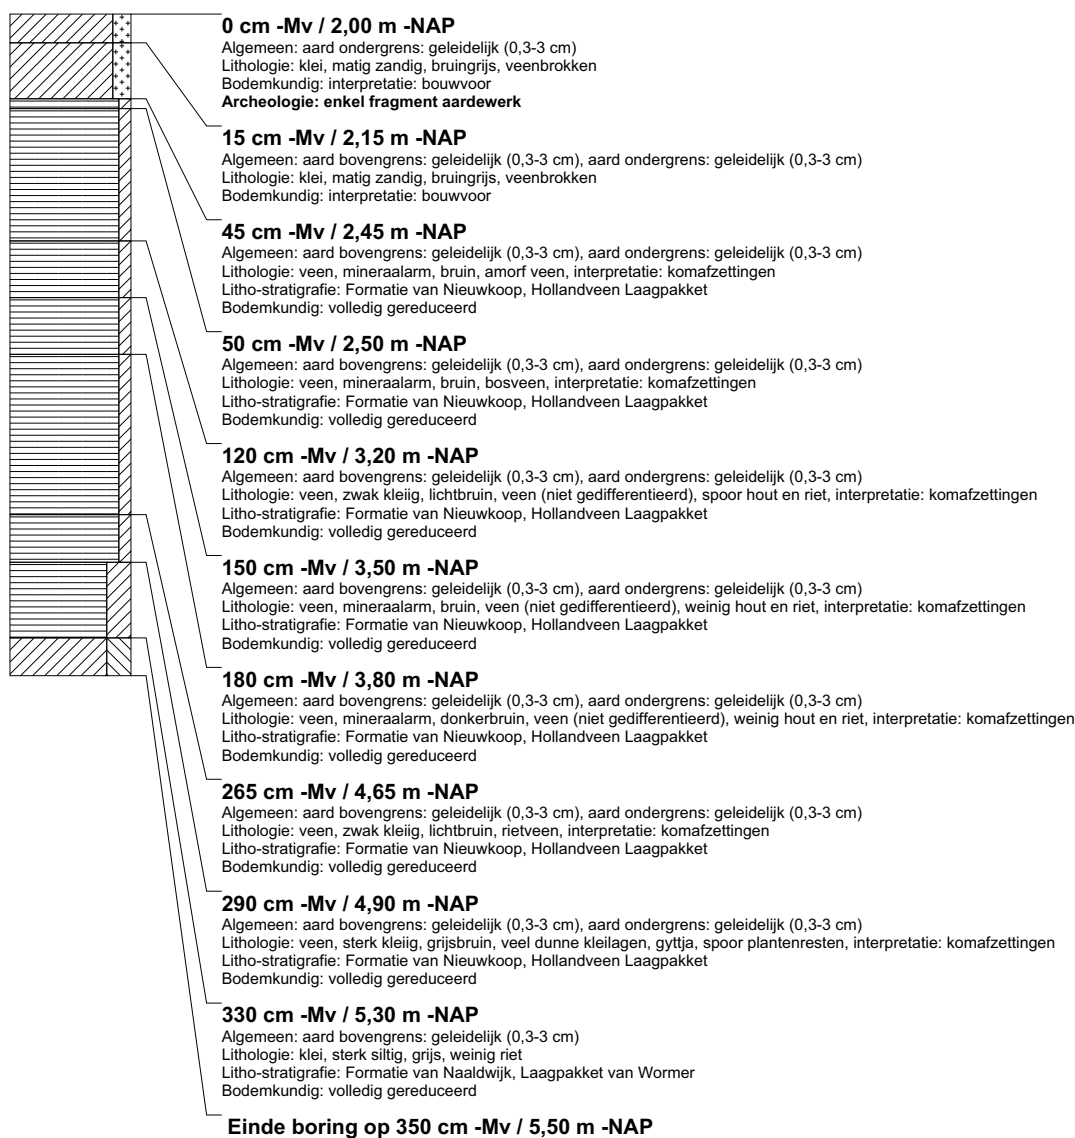 0 cm -Mv / 2,00 m -NAP
Algemeen: aard ondergrens: geleidelijk (0,3-3 cm)
Lithologie: klei, matig zandig, bruingrijs, veenbrokken
Bodemkundig: interpretatie: bouwvoor
Archeologie: enkel fragment aardewerk
15 cm -Mv / 2,15 m -NAP
Algemeen: aard bovengrens: geleidelijk (0,3-3 cm), aard ondergrens: geleidelijk (0,3-3 cm)
Lithologie: klei, matig zandig, bruingrijs, veenbrokken
Bodemkundig: interpretatie: bouwvoor
45 cm -Mv / 2,45 m -NAP
Algemeen: aard bovengrens: geleidelijk (0,3-3 cm), aard ondergrens: geleidelijk (0,3-3 cm)
Lithologie: veen, mineraalarm, bruin, amorf veen, interpretatie: komafzettingen
Litho-stratigrafie: Formatie van Nieuwkoop, Hollandveen Laagpakket
Bodemkundig: volledig gereduceerd
50 cm -Mv / 2,50 m -NAP
Algemeen: aard bovengrens: geleidelijk (0,3-3 cm), aard ondergrens: geleidelijk (0,3-3 cm)
Lithologie: veen, mineraalarm, bruin, bosveen, interpretatie: komafzettingen
Litho-stratigrafie: Formatie van Nieuwkoop, Hollandveen Laagpakket
Bodemkundig: volledig gereduceerd
120 cm -Mv / 3,20 m -NAP
Algemeen: aard bovengrens: geleidelijk (0,3-3 cm), aard ondergrens: geleidelijk (0,3-3 cm)
Lithologie: veen, zwak kleiig, lichtbruin, veen (niet gedifferentieerd), spoor hout en riet, interpretatie: komafzettingen
Litho-stratigrafie: Formatie van Nieuwkoop, Hollandveen Laagpakket
Bodemkundig: volledig gereduceerd
150 cm -Mv / 3,50 m -NAP
Algemeen: aard bovengrens: geleidelijk (0,3-3 cm), aard ondergrens: geleidelijk (0,3-3 cm)
Lithologie: veen, mineraalarm, bruin, veen (niet gedifferentieerd), weinig hout en riet, interpretatie: komafzettingen
Litho-stratigrafie: Formatie van Nieuwkoop, Hollandveen Laagpakket
Bodemkundig: volledig gereduceerd
180 cm -Mv / 3,80 m -NAP
Algemeen: aard bovengrens: geleidelijk (0,3-3 cm), aard ondergrens: geleidelijk (0,3-3 cm)
Lithologie: veen, mineraalarm, donkerbruin, veen (niet gedifferentieerd), weinig hout en riet, interpretatie: komafzettingen
Litho-stratigrafie: Formatie van Nieuwkoop, Hollandveen Laagpakket
Bodemkundig: volledig gereduceerd
265 cm -Mv / 4,65 m -NAP
Algemeen: aard bovengrens: geleidelijk (0,3-3 cm), aard ondergrens: geleidelijk (0,3-3 cm)
Lithologie: veen, zwak kleiig, lichtbruin, rietveen, interpretatie: komafzettingen
Litho-stratigrafie: Formatie van Nieuwkoop, Hollandveen Laagpakket
Bodemkundig: volledig gereduceerd
290 cm -Mv / 4,90 m -NAP
Algemeen: aard bovengrens: geleidelijk (0,3-3 cm), aard ondergrens: geleidelijk (0,3-3 cm)
Lithologie: veen, sterk kleiig, grijsbruin, veel dunne kleilagen, gyttja, spoor plantenresten, interpretatie: komafzettingen
Litho-stratigrafie: Formatie van Nieuwkoop, Hollandveen Laagpakket
Bodemkundig: volledig gereduceerd
330 cm -Mv / 5,30 m -NAP
Algemeen: aard bovengrens: geleidelijk (0,3-3 cm)
Lithologie: klei, sterk siltig, grijs, weinig riet
Litho-stratigrafie: Formatie van Naaldwijk, Laagpakket van Wormer
Bodemkundig: volledig gereduceerd
Einde boring op 350 cm -Mv / 5,50 m -NAP